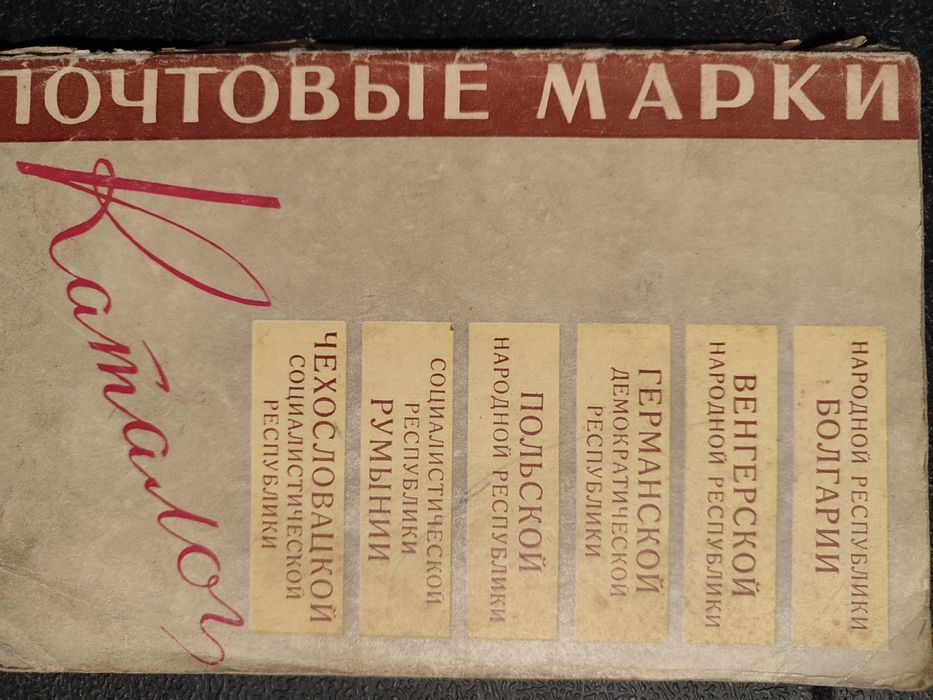 ПОЧТОВЫЕ МАРКИ
НАРОДНОЙ РЕСПУБЛИКИ
БОЛГАРИИ
ВЕНГЕРСКОЙ
НАРОДНОЙ РЕСПУБЛИКИ
ГЕРМАНСКОЙ
ДЕМОКРАТИЧЕСКОЙ
РЕСПУБЛИКИ
ПОЛЬСКОЙ
НАРОДНОЙ РЕСПУБЛИКИ
СОЦИАЛИСТИЧЕСКОЙ
РЕСПУБЛИКИ
РУМЫНИИ
ЧЕХОСЛОВАЦКОЙ
СОЦИАЛИСТИЧЕСКОЙ
РЕСПУБЛИКИ
Каталог